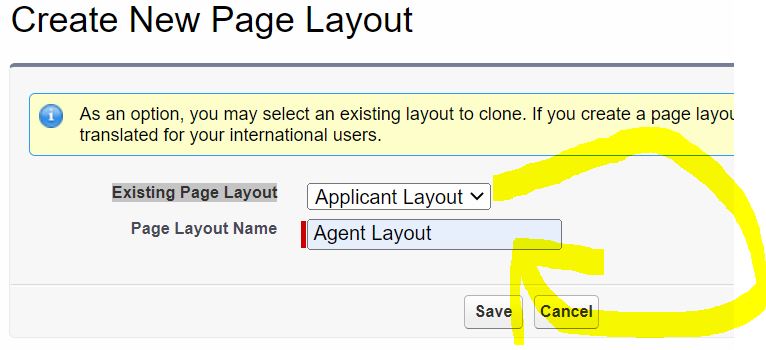 Create New Page Layout
As an option, you may select an existing layout to clone. If you create a page layou
translated for your international users.
Existing Page Layout Applicant Layout
Page Layout Name Agent Layout
Save Cancel